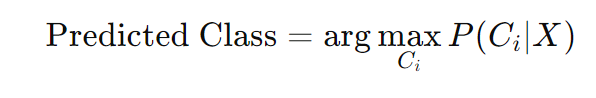 Predicted Class = arg max P(C_i|X)
C_i